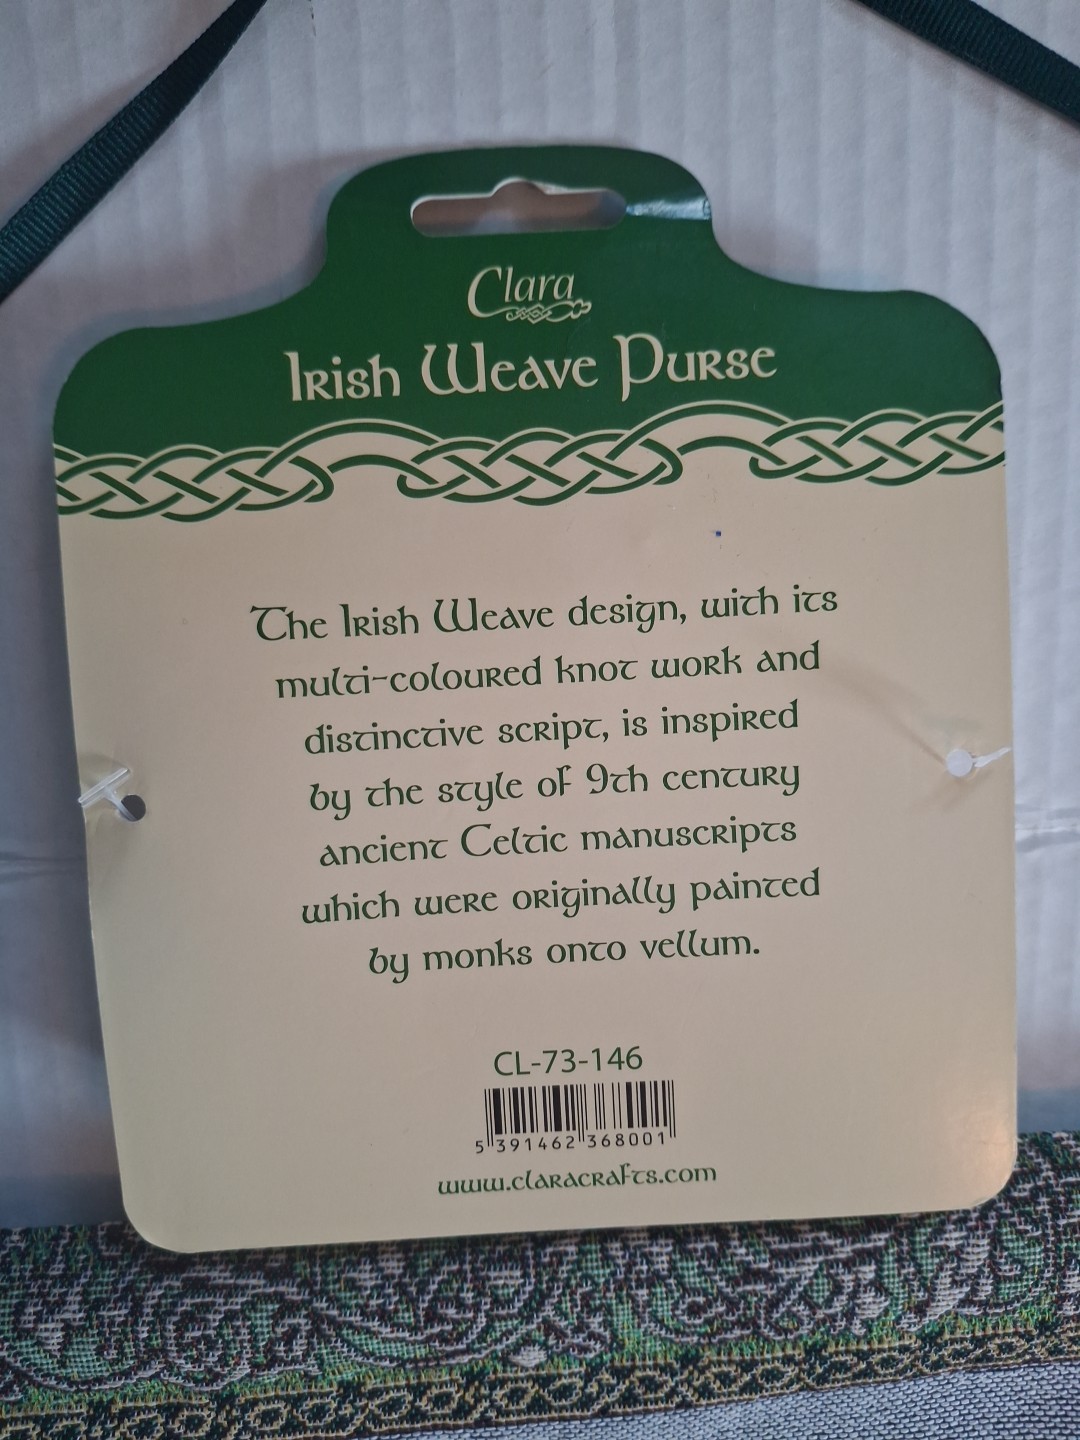 Clara
Irish Weave Purse
The Irish Weave design, with its
multi-coloured knot work and
distinctive script, is inspired
by the style of 9th century
ancient Celtic manuscripts
which were originally painted
by monks onto vellum.
CL-73-146
5 391462 368001
www.claracrafts.com